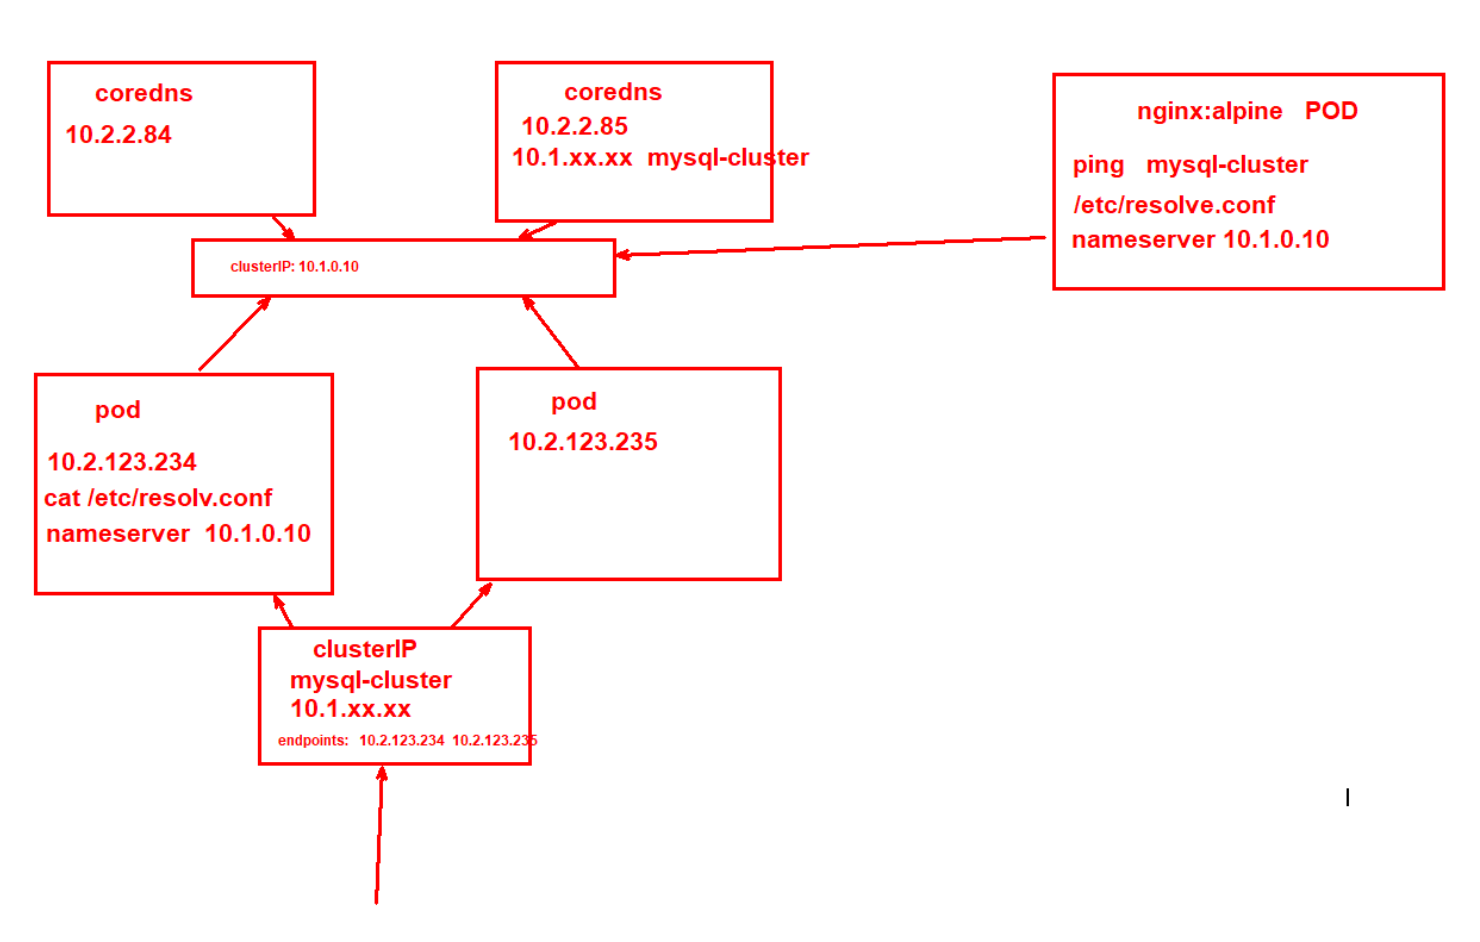 coredns
10.2.2.84
coredns
10.2.2.85
10.1.xx.xx mysql-cluster
nginx:alpine POD
ping mysql-cluster
/etc/resolve.conf
nameserver 10.1.0.10
clusterIP: 10.1.0.10
pod
10.2.123.234
cat /etc/resolv.conf
nameserver 10.1.0.10
pod
10.2.123.235
clusterIP
mysql-cluster
10.1.xx.xx
endpoints: 10.2.123.234 10.2.123.235